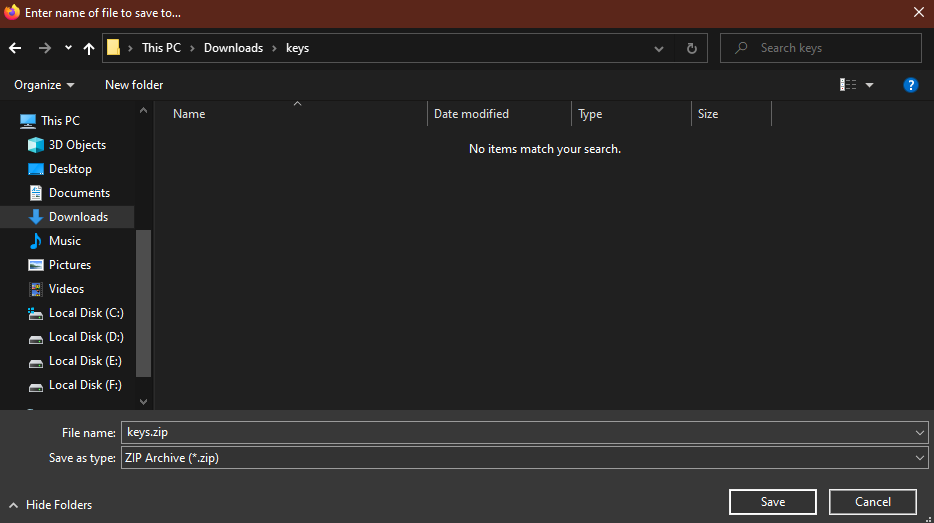 Enter name of file to save to...
This PC
Downloads
keys
Search keys
Organize
New folder
?
Name
Date modified
Type
Size
No items match your search.
This PC
3D Objects
Desktop
Documents
Downloads
Music
Pictures
Videos
Local Disk (C:)
Local Disk (D:)
Local Disk (E:)
Local Disk (F:)
File name: keys.zip
Save as type: ZIP Archive (*.zip)
Hide Folders
Save
Cancel